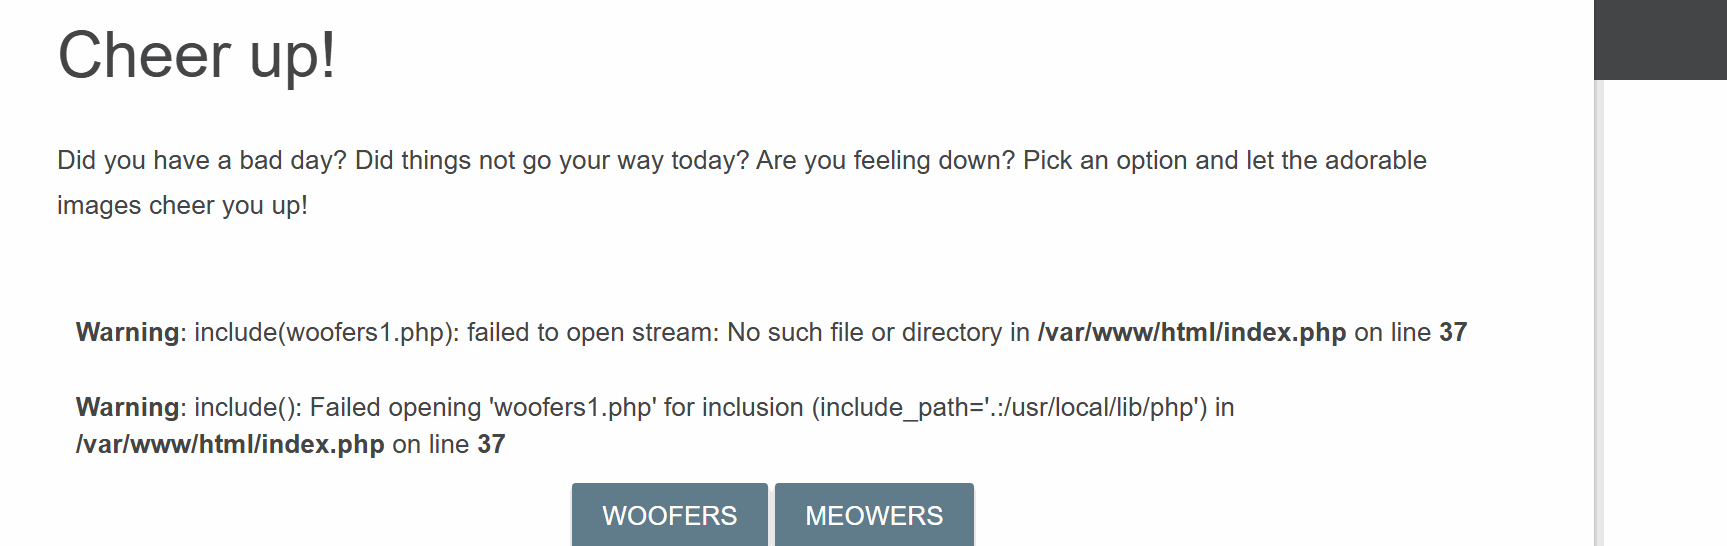 Cheer up!
Did you have a bad day? Did things not go your way today? Are you feeling down? Pick an option and let the adorable
images cheer you up!
Warning: include(woofers1.php): failed to open stream: No such file or directory in /var/www/html/index.php on line 37
Warning: include(): Failed opening 'woofers1.php' for inclusion (include_path='.:/usr/local/lib/php') in
/var/www/html/index.php on line 37
WOOFERS MEOWERS